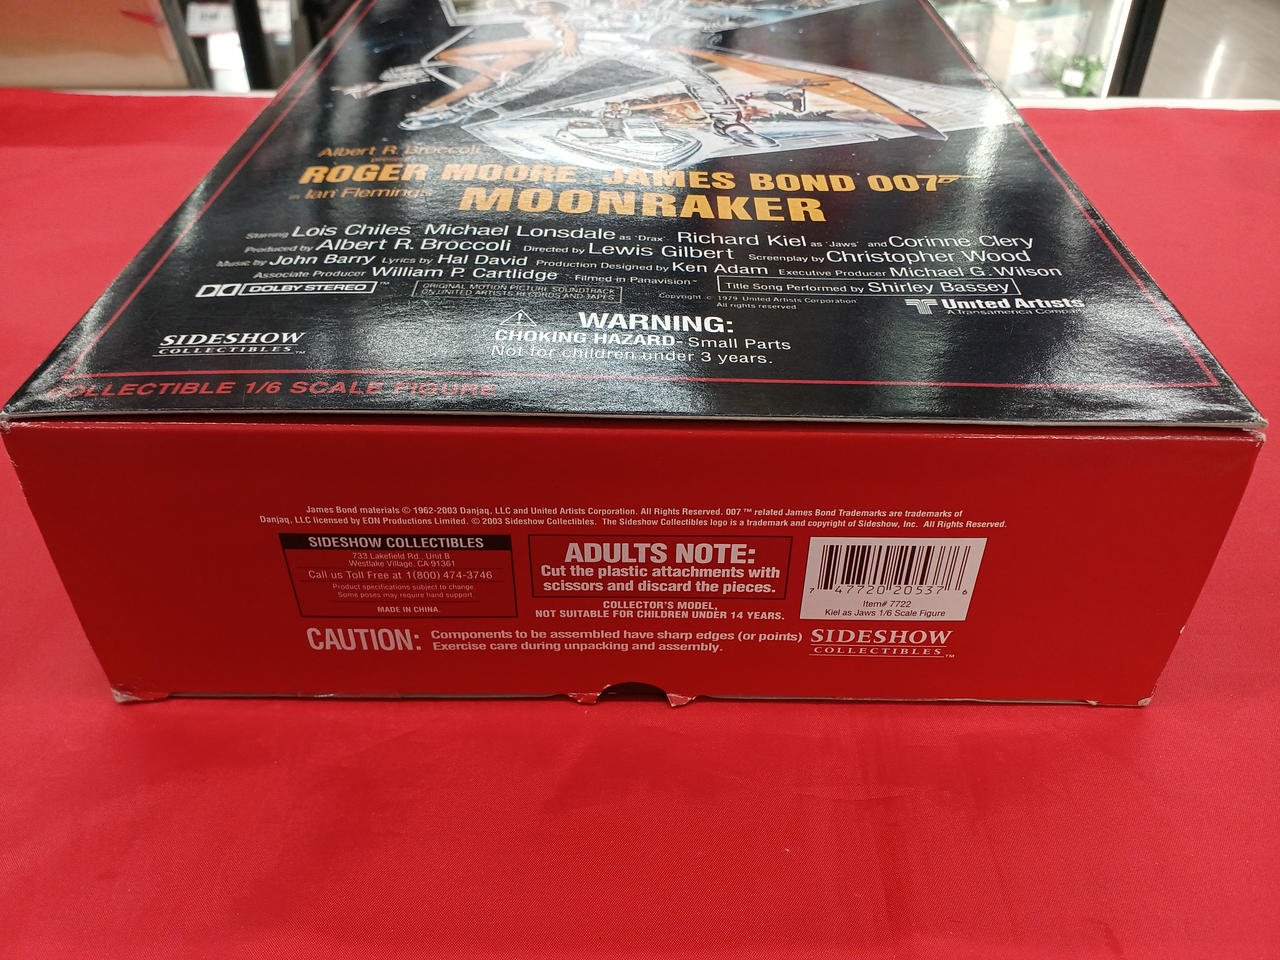 Albert R. Broccoli
presents
ROGER MOORE JAMES BOND 007
in Ian Fleming's
MOONRAKER
Starring Lois Chiles Michael Lonsdale as 'Drax' Richard Kiel as 'Jaws' and Corinne Clery
Produced by Albert R. Broccoli Directed by Lewis Gilbert Screenplay by Christopher Wood
Music by John Barry Lyrics by Hal David Production Designed by Ken Adam Executive Producer Michael G. Wilson
Associate Producer William P. Cartlidge Filmed in Panavision® Title Song Performed by Shirley Bassey
DOLBY STEREO ™ ORIGINAL MOTION PICTURE SOUNDTRACK
ON UNITED ARTISTS RECORDS AND TAPES
Copyright © 1979 United Artists Corporation
All rights reserved
United Artists
A Transamerica Company
WARNING:
CHOKING HAZARD- Small Parts
Not for children under 3 years.
SIDESHOW
COLLECTIBLES™
COLLECTIBLE 1/6 SCALE FIGURE
James Bond materials © 1962-2003 Danjaq, LLC and United Artists Corporation. All Rights Reserved. 007 ™ related James Bond Trademarks are trademarks of
Danjaq, LLC licensed by EON Productions Limited. © 2003 Sideshow Collectibles. The Sideshow Collectibles logo is a trademark and copyright of Sideshow, Inc. All Rights Reserved.
SIDESHOW COLLECTIBLES
733 Lakefield Rd., Unit B
Westlake Village, CA 91361
Call us Toll Free at 1(800) 474-3746
Product specifications subject to change
Some poses may require hand support
MADE IN CHINA.
ADULTS NOTE:
Cut the plastic attachments with
scissors and discard the pieces.
COLLECTOR'S MODEL,
NOT SUITABLE FOR CHILDREN UNDER 14 YEARS.
7 47720 20537 6
Item# 7722
Kiel as Jaws 1/6 Scale Figure
CAUTION: Components to be assembled have sharp edges (or points)
Exercise care during unpacking and assembly.
SIDESHOW
COLLECTIBLES™